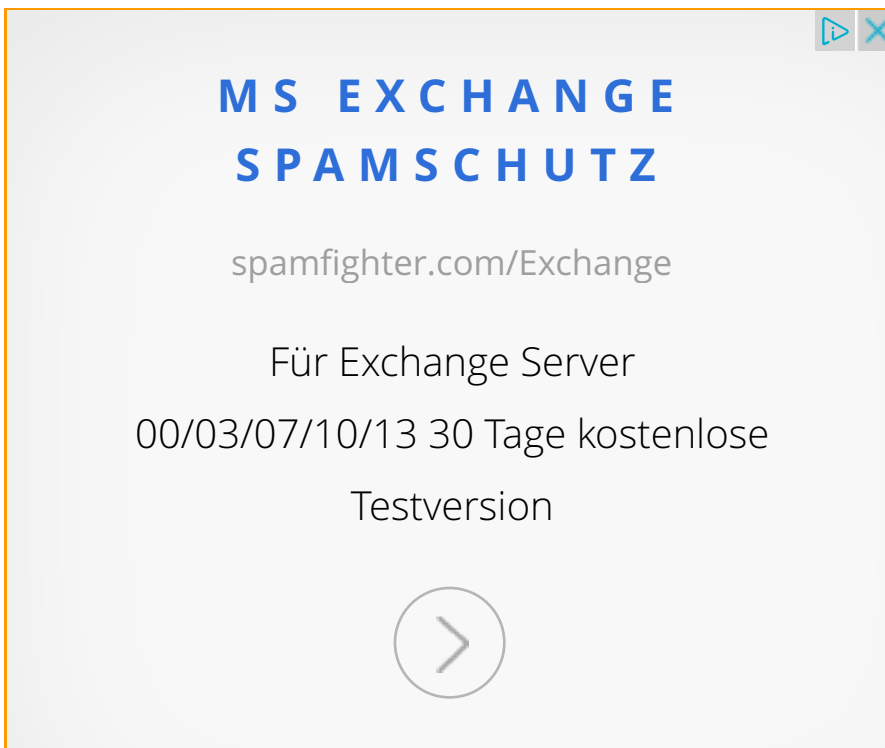 MS EXCHANGE
SPAMSCHUTZ
spamfighter.com/Exchange
Für Exchange Server
00/03/07/10/13 30 Tage kostenlose
Testversion